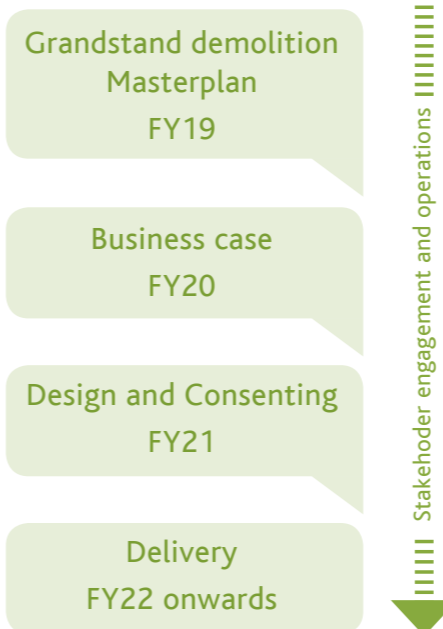 Grandstand demolition
Masterplan
FY19
Business case
FY20
Design and Consenting
FY21
Delivery
FY22 onwards
Stakehoder engagement and operations